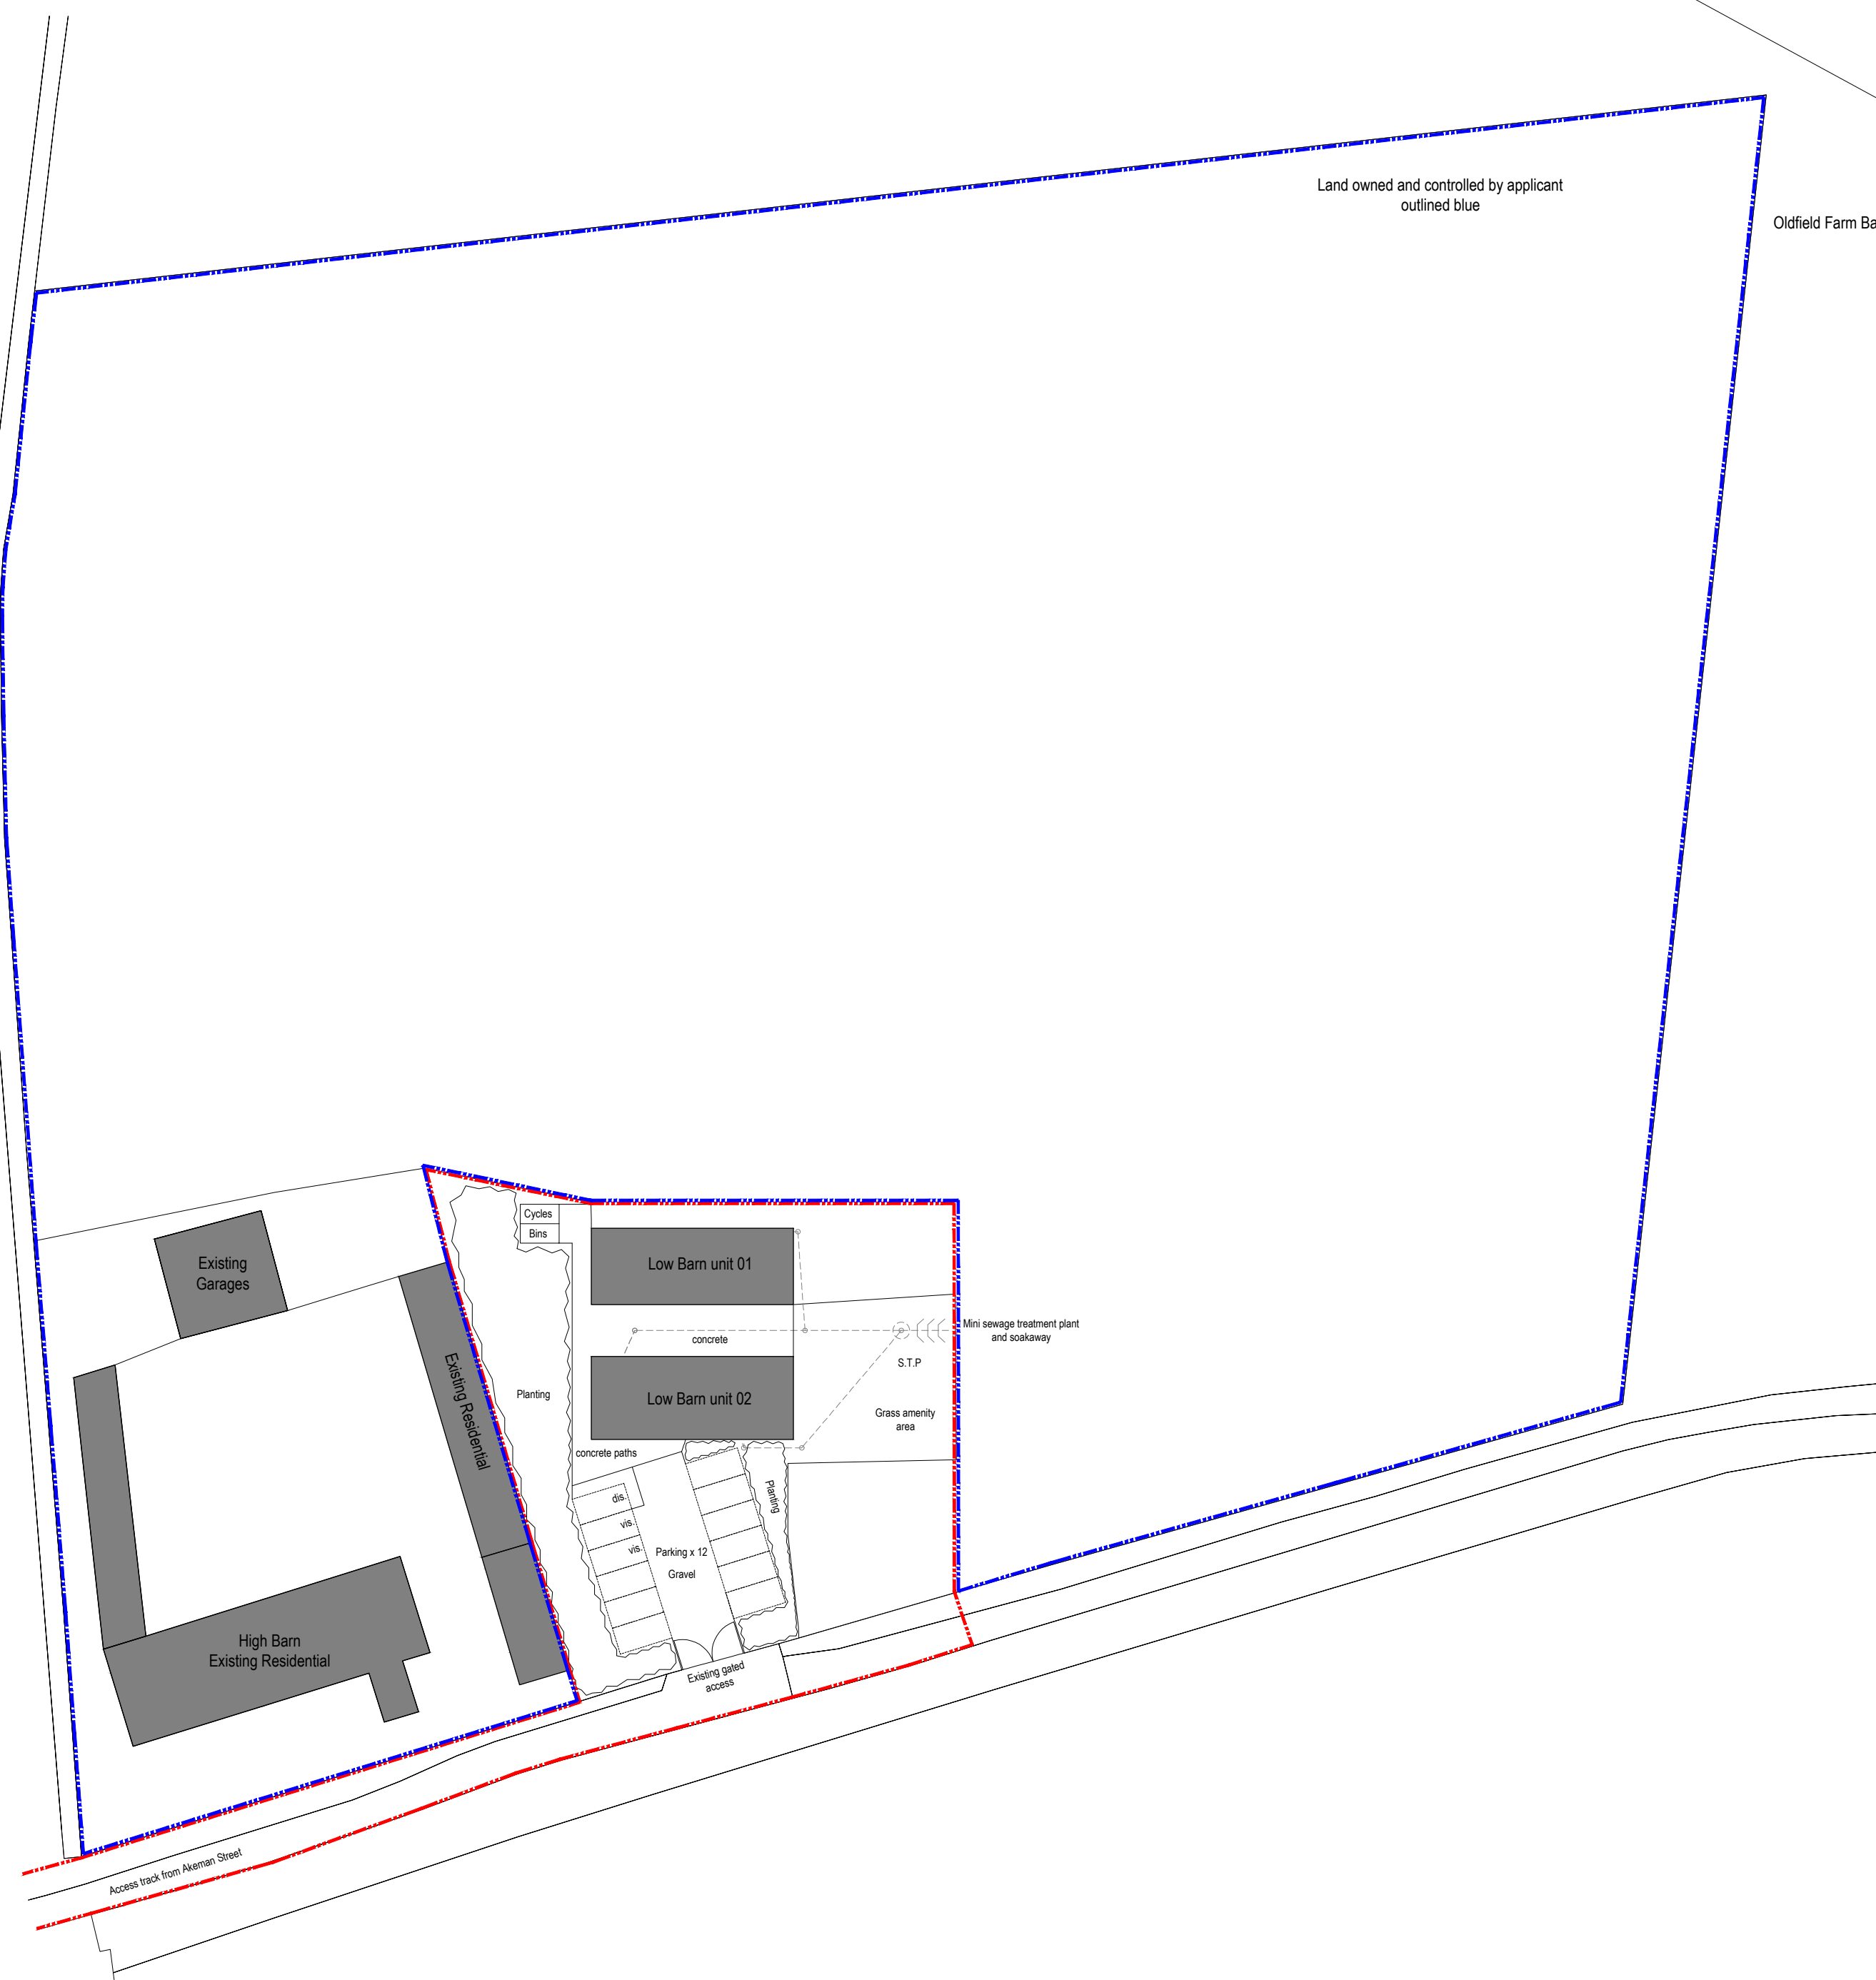 Land owned and controlled by applicant
outlined blue
Oldfield Farm Ba
Cycles
Bins
Existing
Garages
Low Barn unit 01
Mini sewage treatment plant
and soakaway
concrete
S.T.P
Existing Residential
Planting
Low Barn unit 02
Grass amenity
area
concrete paths
dis.
vis.
vis.
Planting
Parking x 12
Gravel
High Barn
Existing Residential
Existing gated
access
Access track from Akeman Street